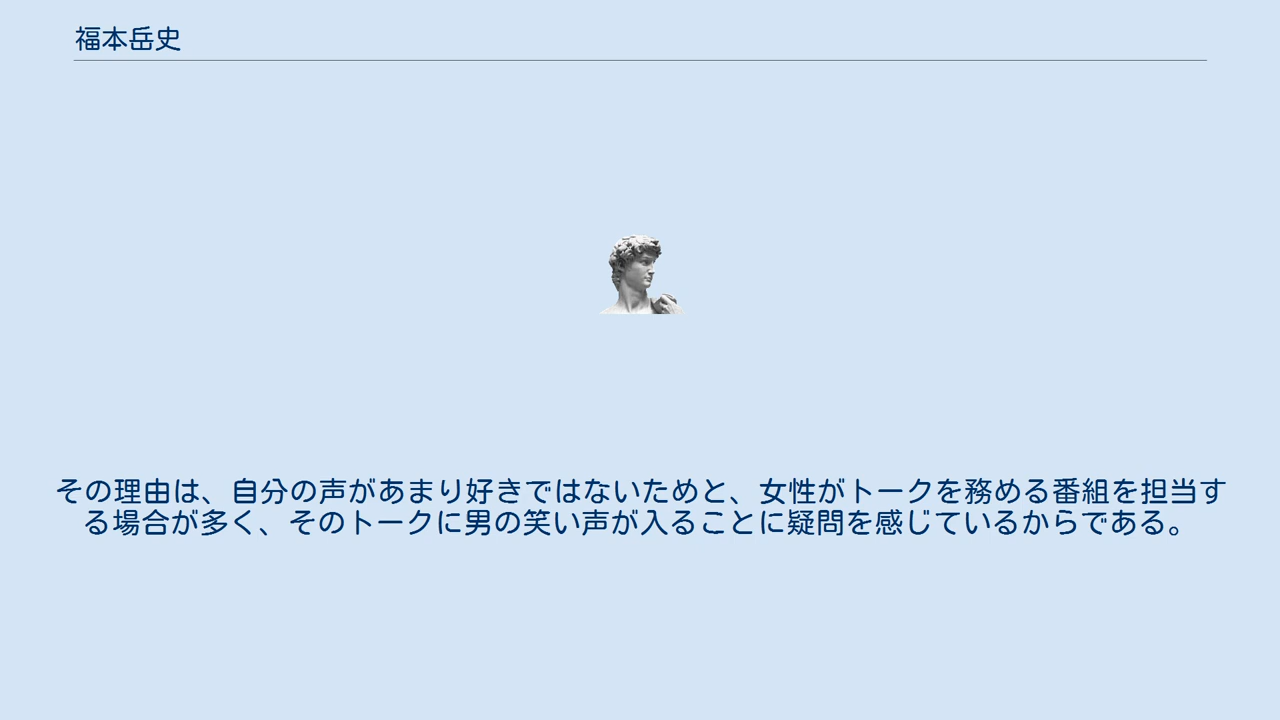 福本岳史
その理由は、自分の声があまり好きではないためと、女性がトークを務める番組を担当す
る場合が多く、そのトークに男の笑い声が入ることに疑問を感じているからである。